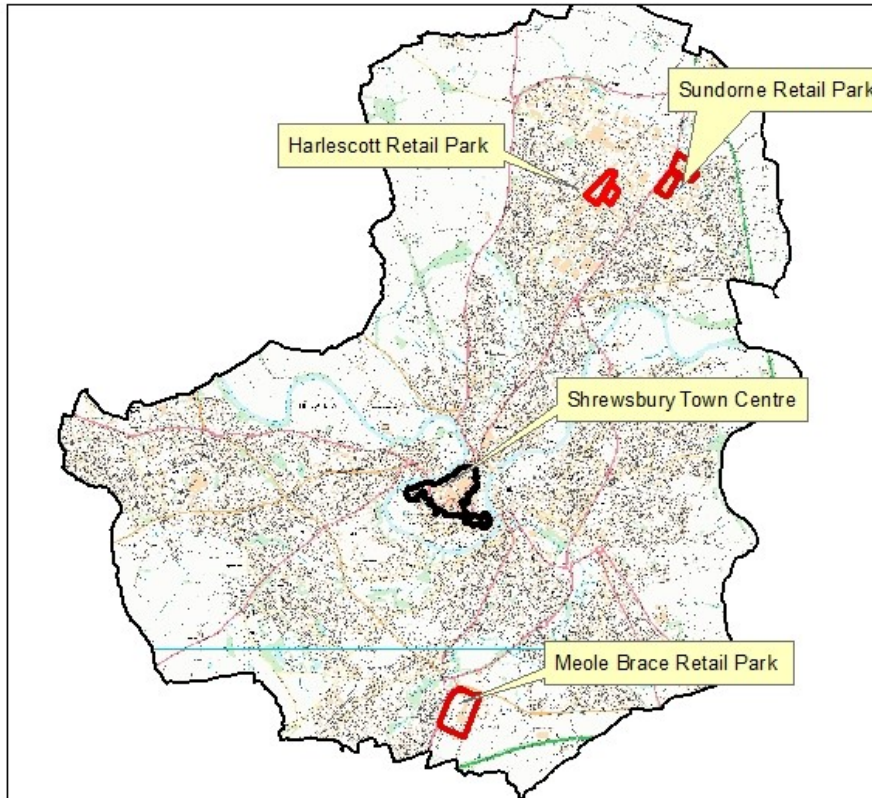 Sundorne Retail Park
Harlescott Retail Park
Shrewsbury Town Centre
Meole Brace Retail Park